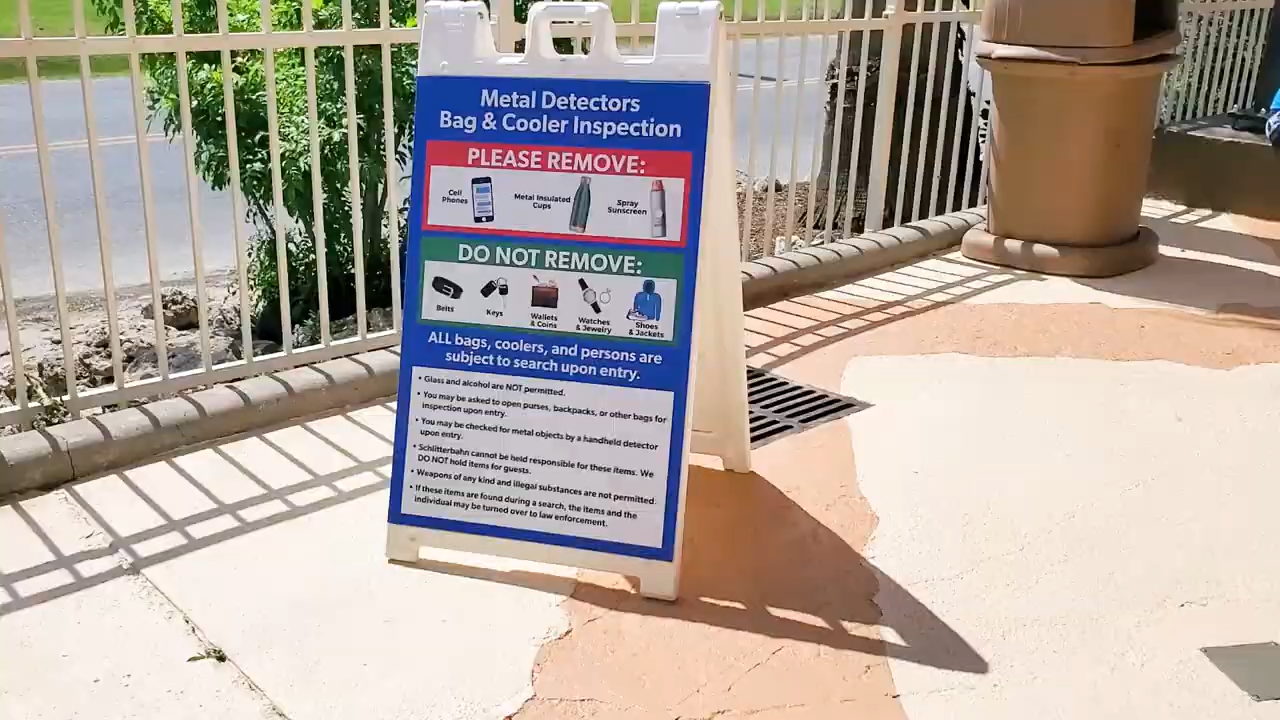 Metal Detectors
Bag & Cooler Inspection
PLEASE REMOVE:
Cell
Phones
Metal Insulated
Cups
Spray
Sunscreen
DO NOT REMOVE:
Belts
Keys
Wallets
& Coins
Watches
& Jewelry
Shoes
& Jackets
ALL bags, coolers, and persons are
subject to search upon entry.
• Glass and alcohol are NOT permitted.
• You may be asked to open purses, backpacks, or other bags for
inspection upon entry.
• You may be checked for metal objects by a handheld detector
upon entry.
• Schlitterbahn cannot be held responsible for these items. We
DO NOT hold items for guests.
• Weapons of any kind and illegal substances are not permitted.
• If these items are found during a search, the items and the
individual may be turned over to law enforcement.